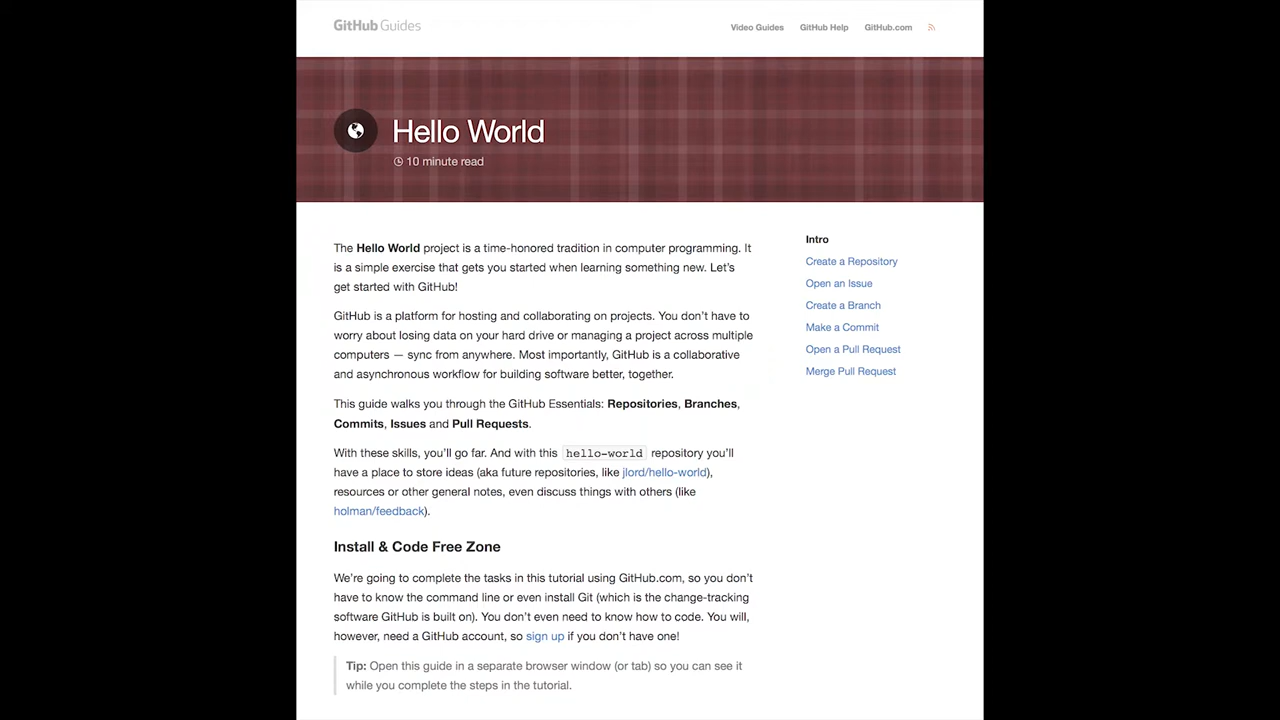 GitHub Guides
Video Guides GitHub Help GitHub.com
Hello World
10 minute read
The Hello World project is a time-honored tradition in computer programming. It
is a simple exercise that gets you started when learning something new. Let's
get started with GitHub!
GitHub is a platform for hosting and collaborating on projects. You don't have to
worry about losing data on your hard drive or managing a project across multiple
computers — sync from anywhere. Most importantly, GitHub is a collaborative
and asynchronous workflow for building software better, together.
This guide walks you through the GitHub Essentials: Repositories, Branches,
Commits, Issues and Pull Requests.
With these skills, you'll go far. And with this hello-world repository you'll
have a place to store ideas (aka future repositories, like jlord/hello-world),
resources or other general notes, even discuss things with others (like
holman/feedback).
Install & Code Free Zone
We're going to complete the tasks in this tutorial using GitHub.com, so you don't
have to know the command line or even install Git (which is the change-tracking
software GitHub is built on). You don't even need to know how to code. You will,
however, need a GitHub account, so sign up if you don't have one!
Tip: Open this guide in a separate browser window (or tab) so you can see it
while you complete the steps in the tutorial.
Intro
Create a Repository
Open an Issue
Create a Branch
Make a Commit
Open a Pull Request
Merge Pull Request